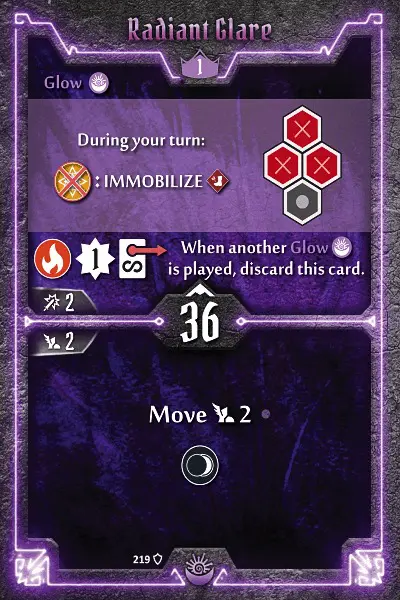 Radiant Glare
1
Glow
During your turn:
: IMMOBILIZE
1
When another Glow
is played, discard this card.
2
36
2
Move 2
219